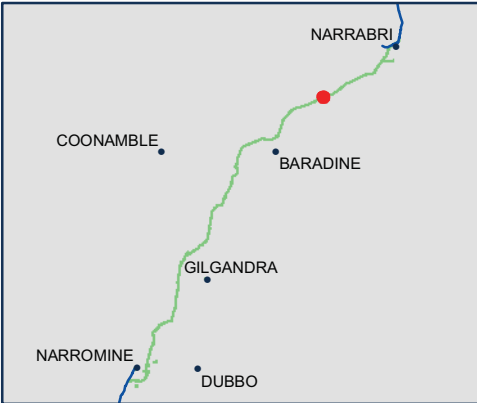 NARRABRI
COONAMBLE
BARADINE
GILGANDRA
NARROMINE
DUBBO